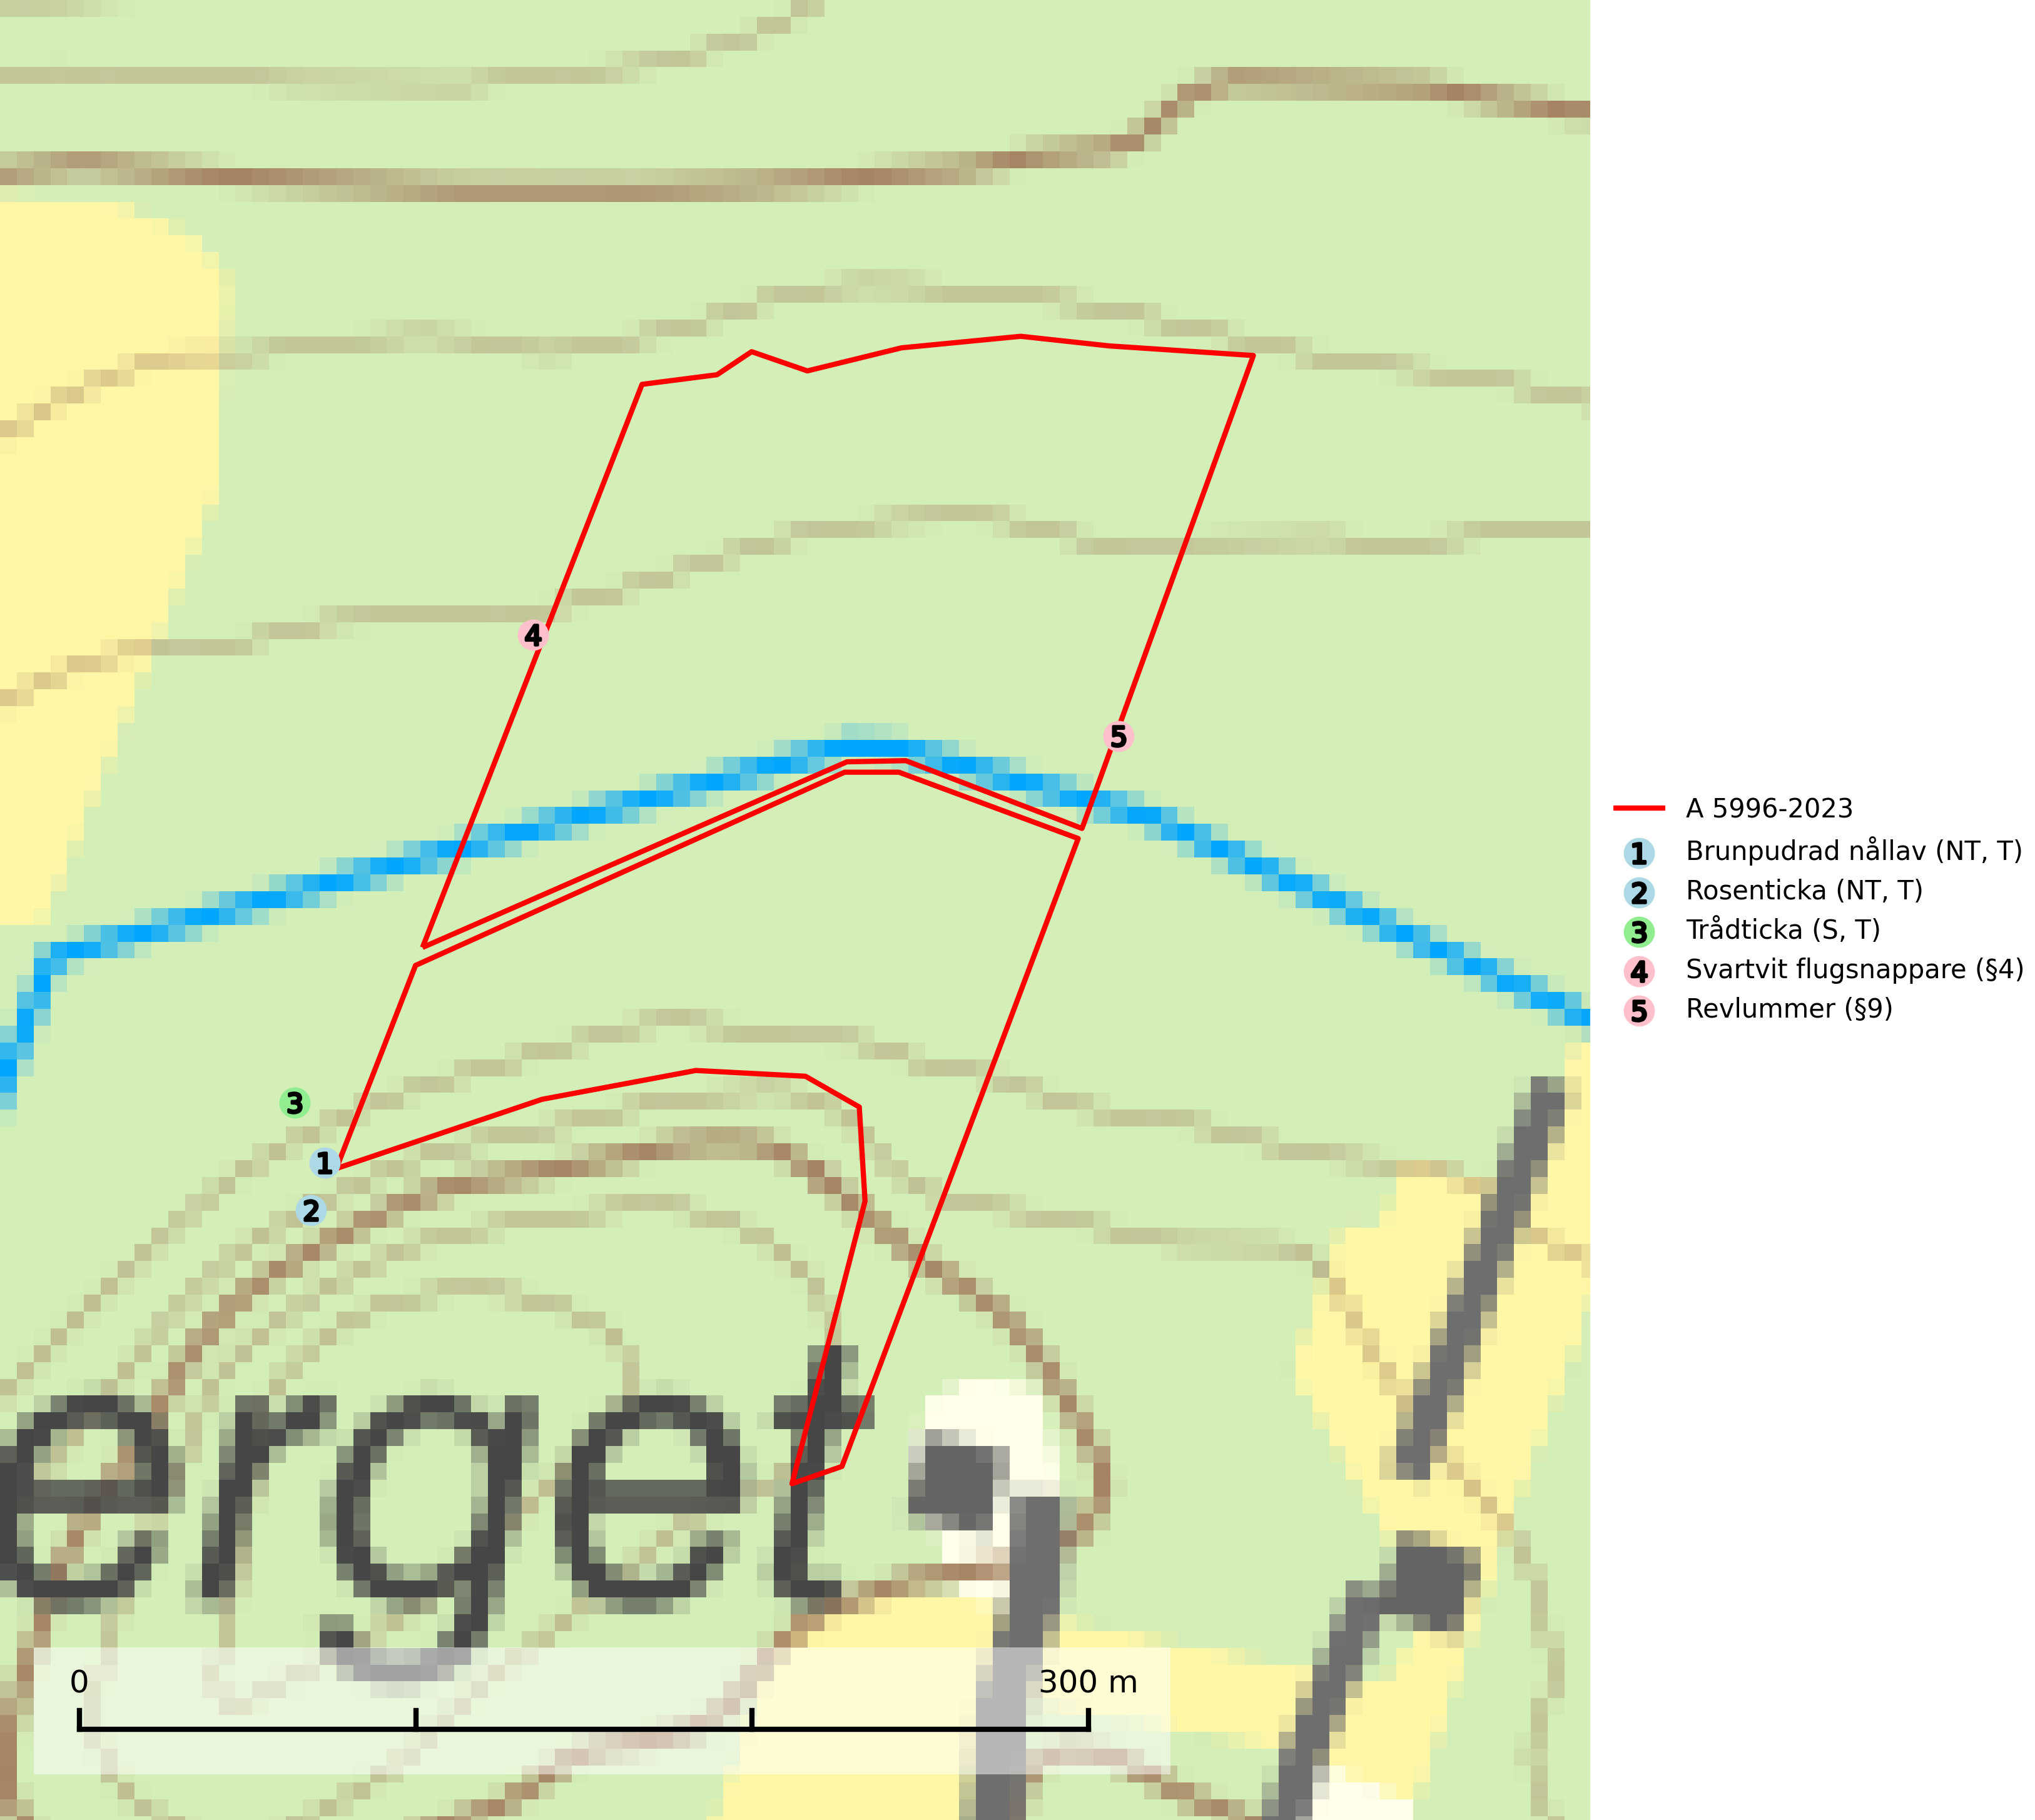 4
5
3
1
2
erget
0 300 m
A 5996-2023
1 Brunpudrad nållav (NT, T)
2 Rosenticka (NT, T)
3 Trådticka (S, T)
4 Svartvit flugsnappare (§4)
5 Revlummer (§9)